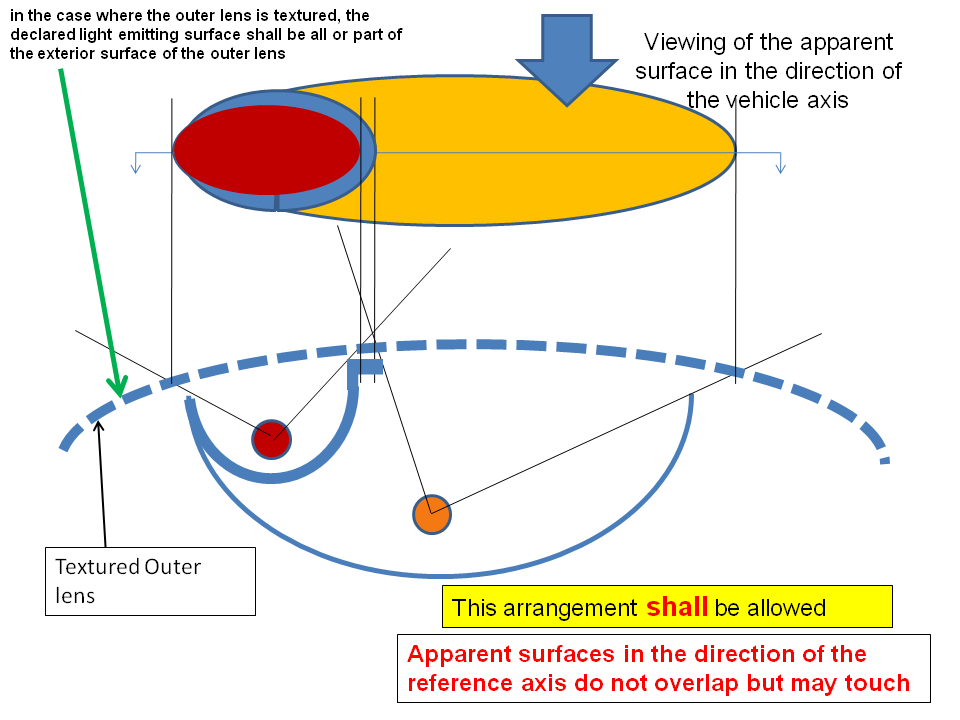 in the case where the outer lens is textured, the
declared light emitting surface shall be all or part of
the exterior surface of the outer lens
Viewing of the apparent
surface in the direction of
the vehicle axis
Textured Outer
lens
This arrangement shall be allowed
Apparent surfaces in the direction of the
reference axis do not overlap but may touch